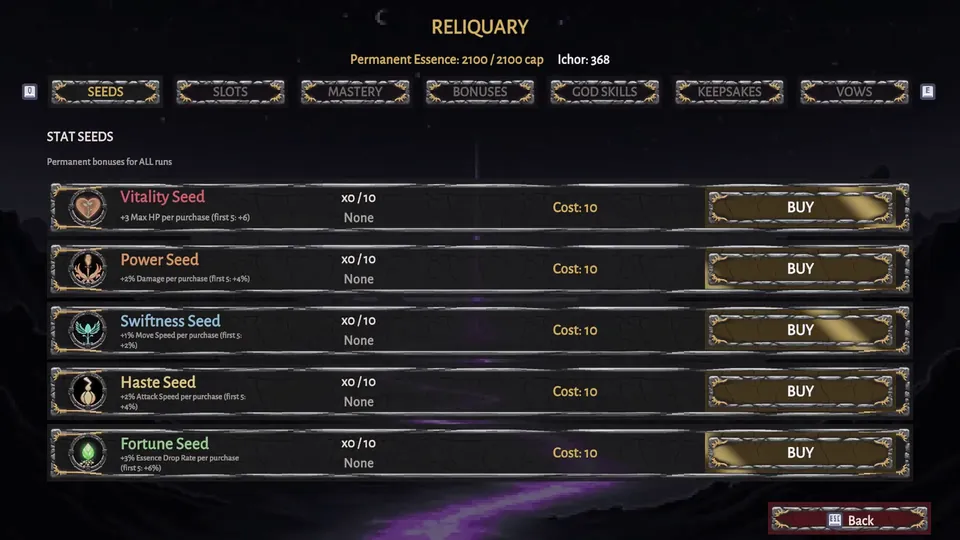 RELIQUARY
Permanent Essence: 2100 / 2100 cap Ichor: 368
Q SEEDS SLOTS MASTERY BONUSES GOD SKILLS KEEPSAKES VOWS E
STAT SEEDS
Permanent bonuses for ALL runs
Vitality Seed
+3 Max HP per purchase (first 5: +6)
x0 / 10
None
Cost: 10
BUY
Power Seed
+2% Damage per purchase (first 5: +4%)
x0 / 10
None
Cost: 10
BUY
Swiftness Seed
+1% Move Speed per purchase (first 5:
+2%)
x0 / 10
None
Cost: 10
BUY
Haste Seed
+2% Attack Speed per purchase (first 5:
+4%)
x0 / 10
None
Cost: 10
BUY
Fortune Seed
+3% Essence Drop Rate per purchase
(first 5: +6%)
x0 / 10
None
Cost: 10
BUY
ESC Back